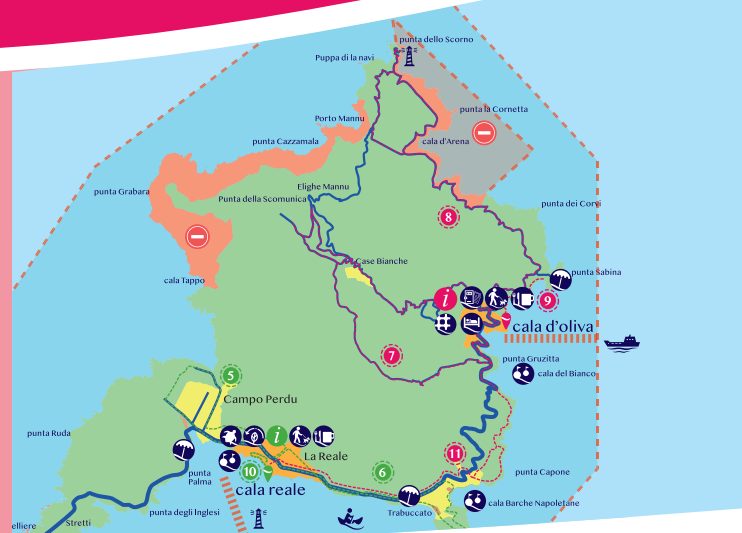 punta dello Scorno
Puppa di la navi
punta la Cornetta
Porto Mannu
punta Cazzamala
cala d'Arena
Elighe Mannu
punta Grabara
Punta della Scomunica
punta dei Corvi
8
Case Bianche
punta Sabina
cala Tappo
i
9
cala d'oliva
7
punta Gruzitta
cala del Bianco
5
Campo Perdu
punta Ruda
i
La Reale
11
10
6
punta Capone
punta
Palma
cala reale
cala Barche Napoletane
punta degli Inglesi
Trabuccato
Stretti
elliere